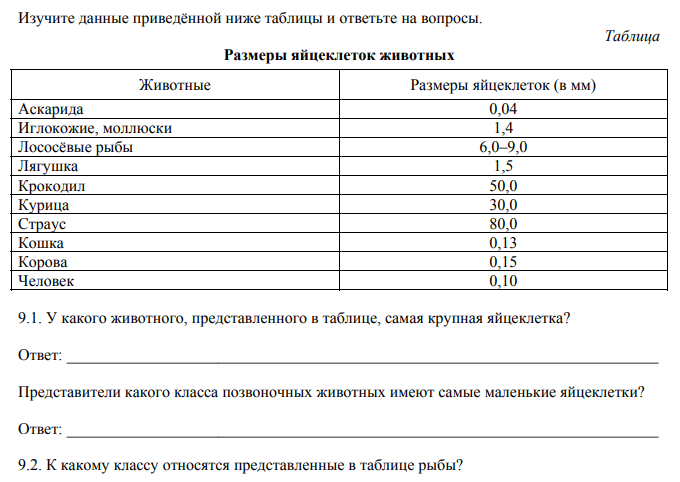 Изучите данные приведённой ниже таблицы и ответьте на вопросы.
Таблица
Размеры яйцеклеток животных
Животные Размеры яйцеклеток (в мм)
Аскарида 0,04
Иглокожие, моллюски 1,4
Лососёвые рыбы 6,0–9,0
Лягушка 1,5
Крокодил 50,0
Курица 30,0
Страус 80,0
Кошка 0,13
Корова 0,15
Человек 0,10
9.1. У какого животного, представленного в таблице, самая крупная яйцеклетка?
Ответ:
Представители какого класса позвоночных животных имеют самые маленькие яйцеклетки?
Ответ:
9.2. К какому классу относятся представленные в таблице рыбы?